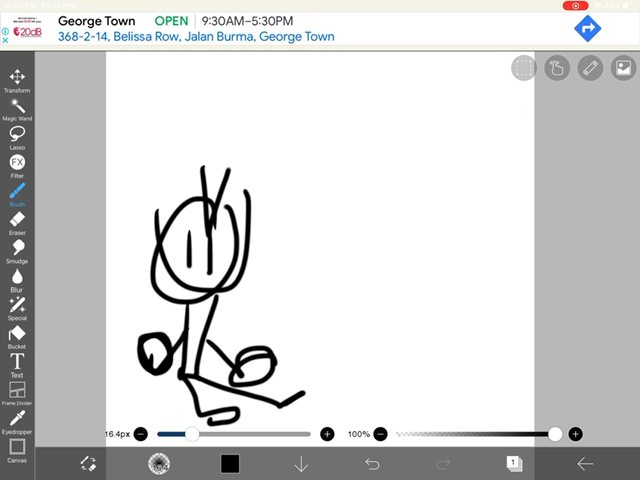 George Town OPEN 9:30AM–5:30PM
368-2-14, Belissa Row, Jalan Burma, George Town
20dB
Transform
Magic Wand
Lasso
FX
Filter
Brush
Eraser
Smudge
Blur
Special
Bucket
T
Text
Frame Divider
Eyedropper
Canvas
16.4px
100%
1